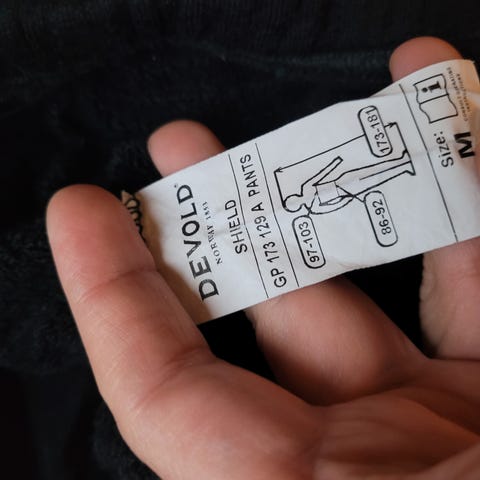 DEVOLD®
NORWAY 1853
SHIELD
GP 173 129 A PANTS
97-103
86-92
173-181
Size: M